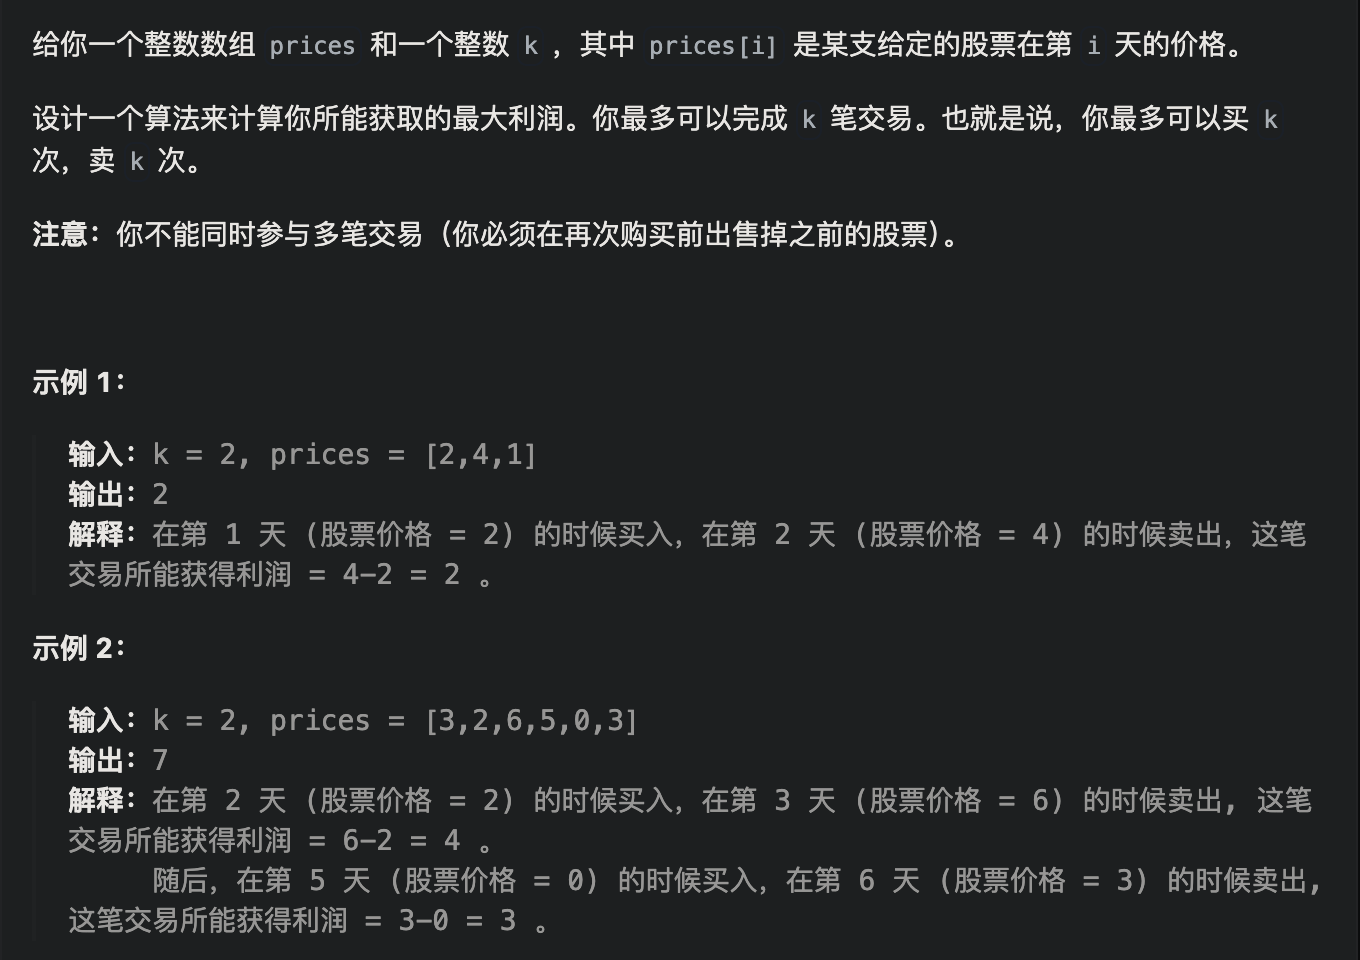 给你一个整数数组 prices 和一个整数 k ，其中 prices[i] 是某支给定的股票在第 i 天的价格。
设计一个算法来计算你所能获取的最大利润。你最多可以完成 k 笔交易。也就是说，你最多可以买 k
次，卖 k 次。
注意：你不能同时参与多笔交易（你必须在再次购买前出售掉之前的股票）。
示例 1：
输入：k = 2, prices = [2,4,1]
输出：2
解释：在第 1 天 (股票价格 = 2) 的时候买入，在第 2 天 (股票价格 = 4) 的时候卖出，这笔
交易所能获得利润 = 4-2 = 2 。
示例 2：
输入：k = 2, prices = [3,2,6,5,0,3]
输出：7
解释：在第 2 天 (股票价格 = 2) 的时候买入，在第 3 天 (股票价格 = 6) 的时候卖出, 这笔
交易所能获得利润 = 6-2 = 4 。
随后，在第 5 天 (股票价格 = 0) 的时候买入，在第 6 天 (股票价格 = 3) 的时候卖出,
这笔交易所能获得利润 = 3-0 = 3 。